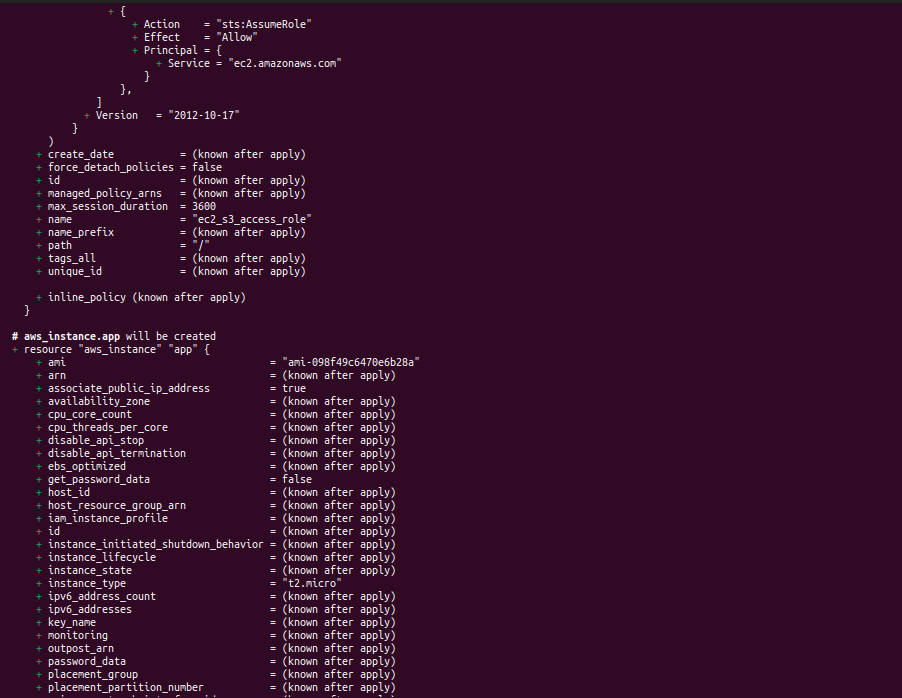 + {
+ Action    = "sts:AssumeRole"
+ Effect    = "Allow"
+ Principal = {
+ Service = "ec2.amazonaws.com"
}
},
]
+ Version   = "2012-10-17"
}
)
+ create_date           = (known after apply)
+ force_detach_policies = false
+ id                    = (known after apply)
+ managed_policy_arns   = (known after apply)
+ max_session_duration  = 3600
+ name                  = "ec2_s3_access_role"
+ name_prefix           = (known after apply)
+ path                  = "/"
+ tags_all              = (known after apply)
+ unique_id             = (known after apply)
+ inline_policy (known after apply)
}
# aws_instance.app will be created
+ resource "aws_instance" "app" {
+ ami                                  = "ami-098f49c6470e6b28a"
+ arn                                  = (known after apply)
+ associate_public_ip_address          = true
+ availability_zone                    = (known after apply)
+ cpu_core_count                       = (known after apply)
+ cpu_threads_per_core                 = (known after apply)
+ disable_api_stop                     = (known after apply)
+ disable_api_termination              = (known after apply)
+ ebs_optimized                        = (known after apply)
+ get_password_data                    = false
+ host_id                              = (known after apply)
+ host_resource_group_arn              = (known after apply)
+ iam_instance_profile                 = (known after apply)
+ id                                   = (known after apply)
+ instance_initiated_shutdown_behavior = (known after apply)
+ instance_lifecycle                   = (known after apply)
+ instance_state                       = (known after apply)
+ instance_type                        = "t2.micro"
+ ipv6_address_count                   = (known after apply)
+ ipv6_addresses                       = (known after apply)
+ key_name                             = (known after apply)
+ monitoring                           = (known after apply)
+ outpost_arn                          = (known after apply)
+ password_data                        = (known after apply)
+ placement_group                      = (known after apply)
+ placement_partition_number           = (known after apply)